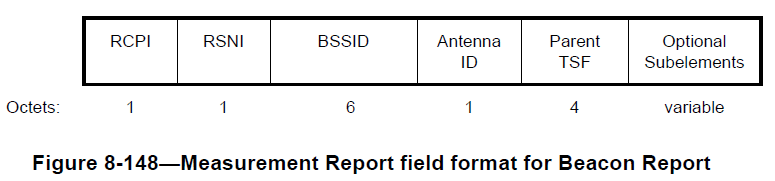 RCPI RSNI BSSID Antenna ID Parent TSF Optional Subelements
Octets: 1 1 6 1 4 variable
Figure 8-148—Measurement Report field format for Beacon Report